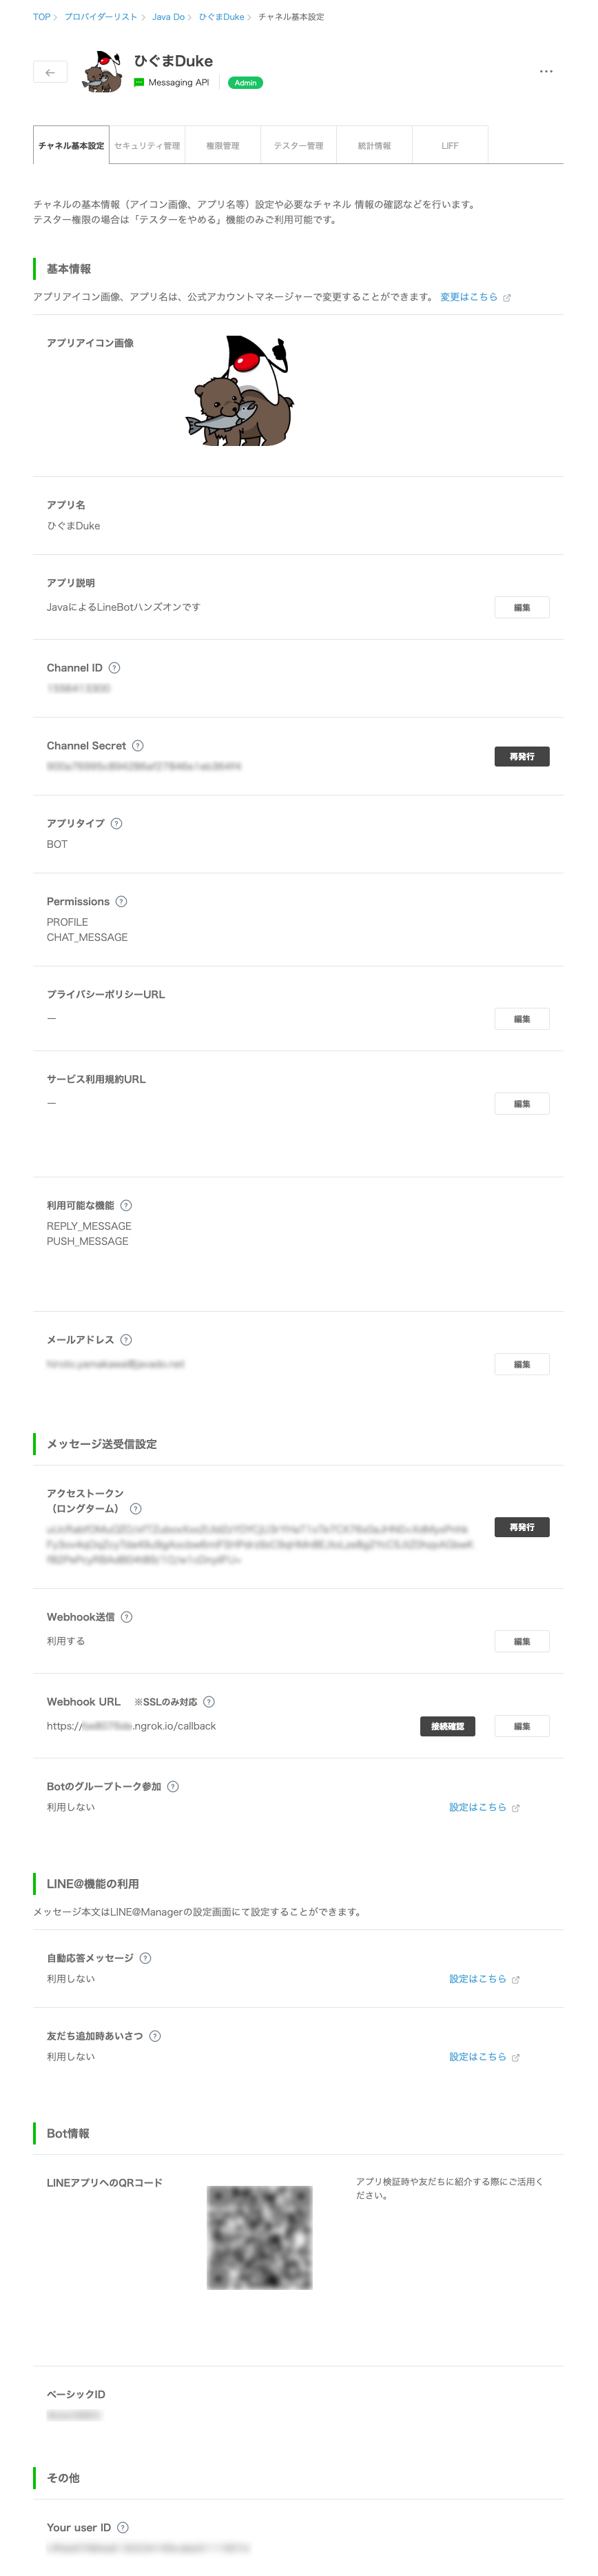 TOP > プロバイダーリスト > Java Do > ひぐまDuke > チャネル基本設定
ひぐまDuke
Messaging API Admin
チャネル基本設定 セキュリティ管理 権限管理 テスター管理 統計情報 LIFF
チャネルの基本情報（アイコン画像、アプリ名等）設定や必要なチャネル 情報の確認などを行います。
テスター権限の場合は「テスターをやめる」機能のみご利用可能です。
基本情報
アプリアイコン画像、アプリ名は、公式アカウントマネージャーで変更することができます。 変更はこちら
アプリアイコン画像
アプリ名
ひぐまDuke
アプリ説明
JavaによるLineBotハンズオンです 編集
Channel ID ?
Channel Secret ?
再発行
アプリタイプ ?
BOT
Permissions ?
PROFILE
CHAT_MESSAGE
プライバシーポリシーURL
— 編集
サービス利用規約URL
— 編集
利用可能な機能 ?
REPLY_MESSAGE
PUSH_MESSAGE
メールアドレス ?
編集
メッセージ送受信設定
アクセストークン
（ロングターム） ?
再発行
Webhook送信 ?
利用する 編集
Webhook URL ※SSLのみ対応 ?
https:// .ngrok.io/callback 接続確認 編集
Botのグループトーク参加 ?
利用しない 設定はこちら
LINE@機能の利用
メッセージ本文はLINE@Managerの設定画面にて設定することができます。
自動応答メッセージ ?
利用しない 設定はこちら
友だち追加時あいさつ ?
利用しない 設定はこちら
Bot情報
LINEアプリへのQRコード アプリ検証時や友だちに紹介する際にご活用く
ださい。
ベーシックID
その他
Your user ID ?